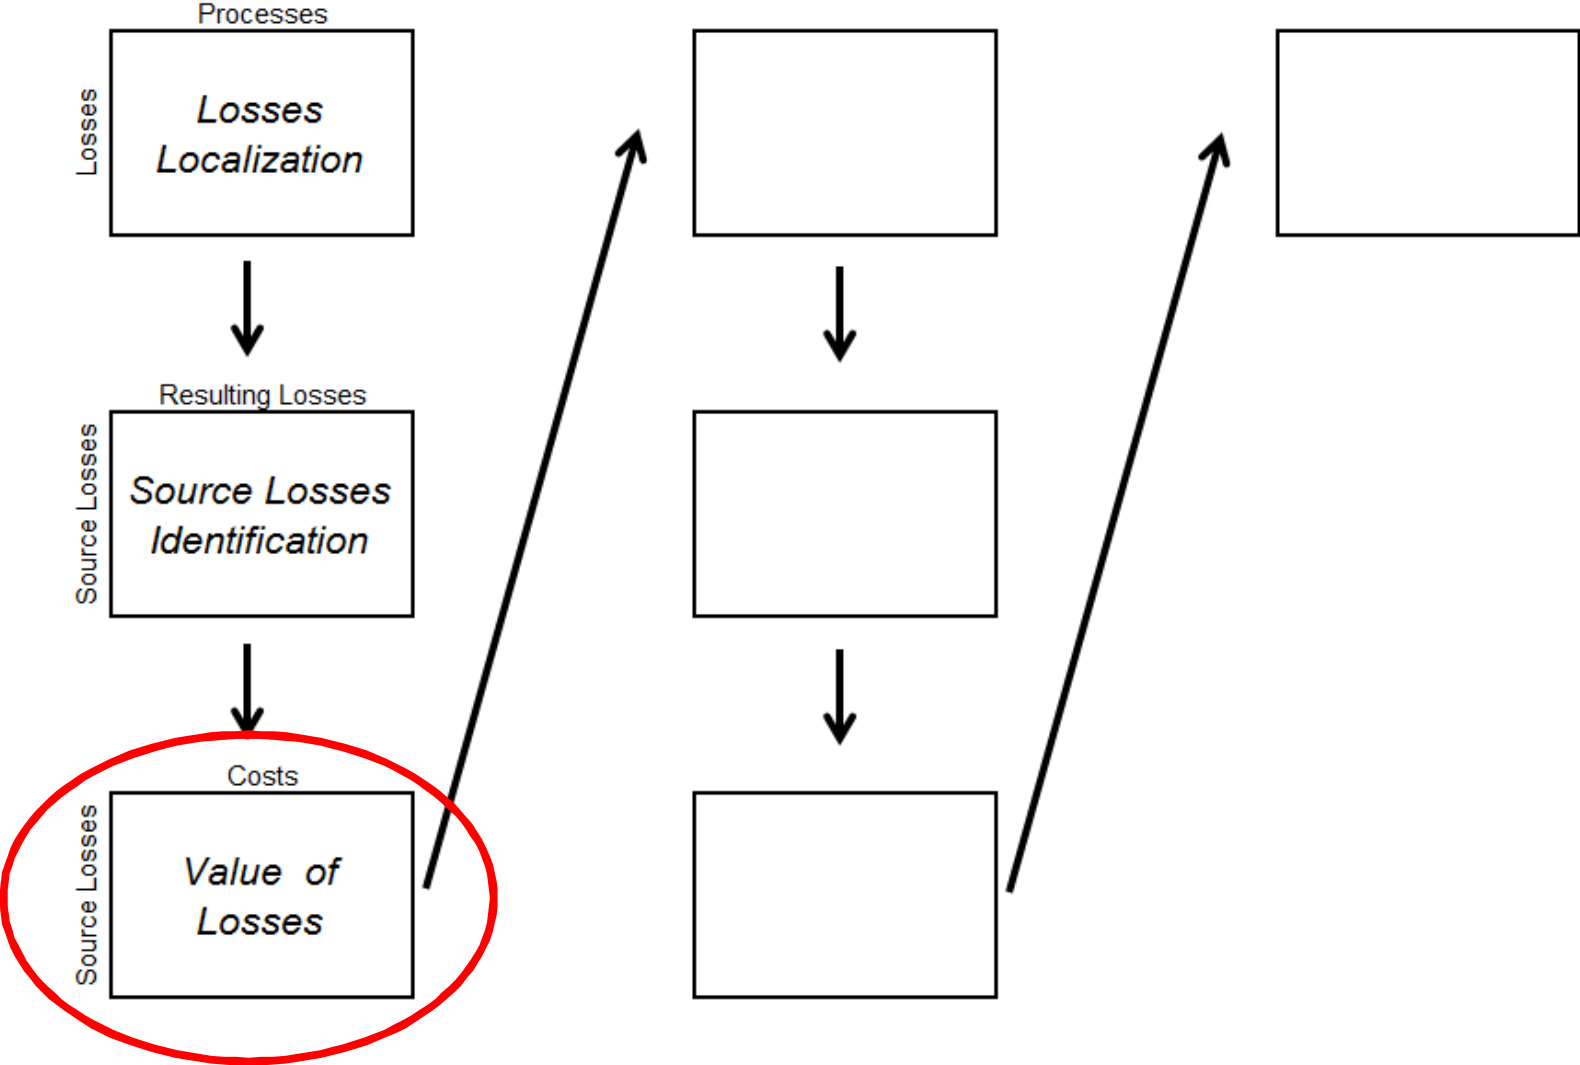 Processes
Losses
Losses
Localization
Resulting Losses
Source Losses
Source Losses
Identification
Costs
Source Losses
Value of
Losses